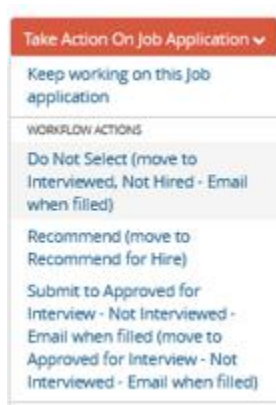 Take Action On Job Application
Keep working on this Job
application
WORKFLOW ACTIONS
Do Not Select (move to
Interviewed, Not Hired - Email
when filled)
Recommend (move to
Recommend for Hire)
Submit to Approved for
Interview - Not Interviewed -
Email when filled (move to
Approved for Interview - Not
Interviewed - Email when filled)